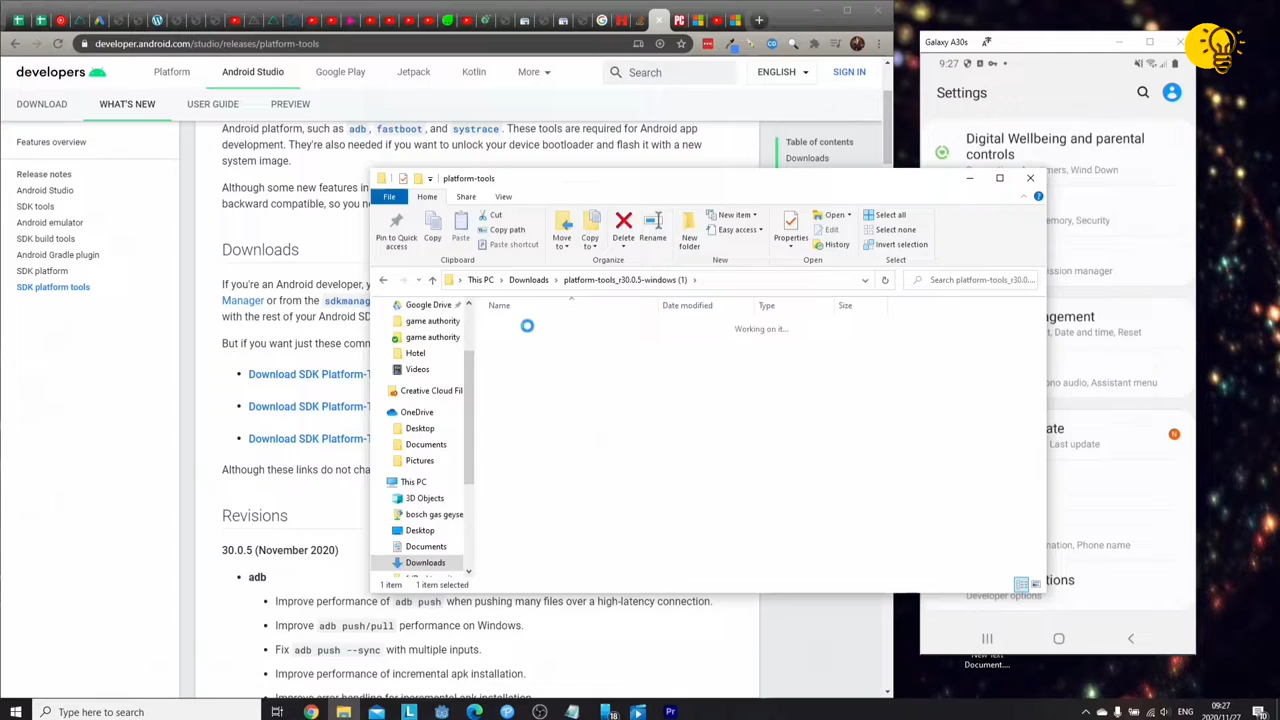 developer.android.com/studio/releases/platform-tools
developers
Platform
Android Studio
Google Play
Jetpack
Kotlin
More
Search
ENGLISH
SIGN IN
DOWNLOAD
WHAT'S NEW
USER GUIDE
PREVIEW
Features overview
Release notes
Android Studio
SDK tools
Android emulator
SDK build tools
Android Gradle plugin
SDK platform
SDK platform tools
Android platform, such as adb, fastboot, and systrace. These tools are required for Android app
development. They're also needed if you want to unlock your device bootloader and flash it with a new
system image.
Although some new features in
backward compatible, so you ne
Downloads
If you're an Android developer, y
Manager or from the sdkmanag
with the rest of your Android SD
But if you want just these comm
Download SDK Platform-T
Download SDK Platform-T
Download SDK Platform-T
Although these links do not cha
Revisions
30.0.5 (November 2020)
adb
Improve performance of adb push when pushing many files over a high-latency connection.
Improve adb push/pull performance on Windows.
Fix adb push --sync with multiple inputs.
Improve performance of incremental apk installation.
Improve error handling for incremental apk installation.
Table of contents
Downloads
platform-tools
File
Home
Share
View
Pin to Quick access
Copy
Paste
Cut
Copy path
Paste shortcut
Clipboard
Move to
Copy to
Delete
Rename
Organize
New folder
New item
Easy access
New
Properties
Open
Edit
History
Open
Select all
Select none
Invert selection
Select
This PC
Downloads
platform-tools_r30.0.5-windows (1)
Search platform-tools_r30.0....
Name
Date modified
Type
Size
Working on it...
Google Drive
game authority
game authority
Hotel
Videos
Creative Cloud Fil
OneDrive
Desktop
Documents
Pictures
This PC
3D Objects
bosch gas geyse
Desktop
Documents
Downloads
1 item
1 item selected
Galaxy A30s
9:27
Settings
Digital Wellbeing and parental
controls
ers, Wind Down
emory, Security
ssion manager
gement
t, Date and time, Reset
ono audio, Assistant menu
ate
Last update
N
nation, Phone name
tions
Developer options
New Text
Document....
Type here to search
L
18
Pr
ENG
09:27
2020/11/27